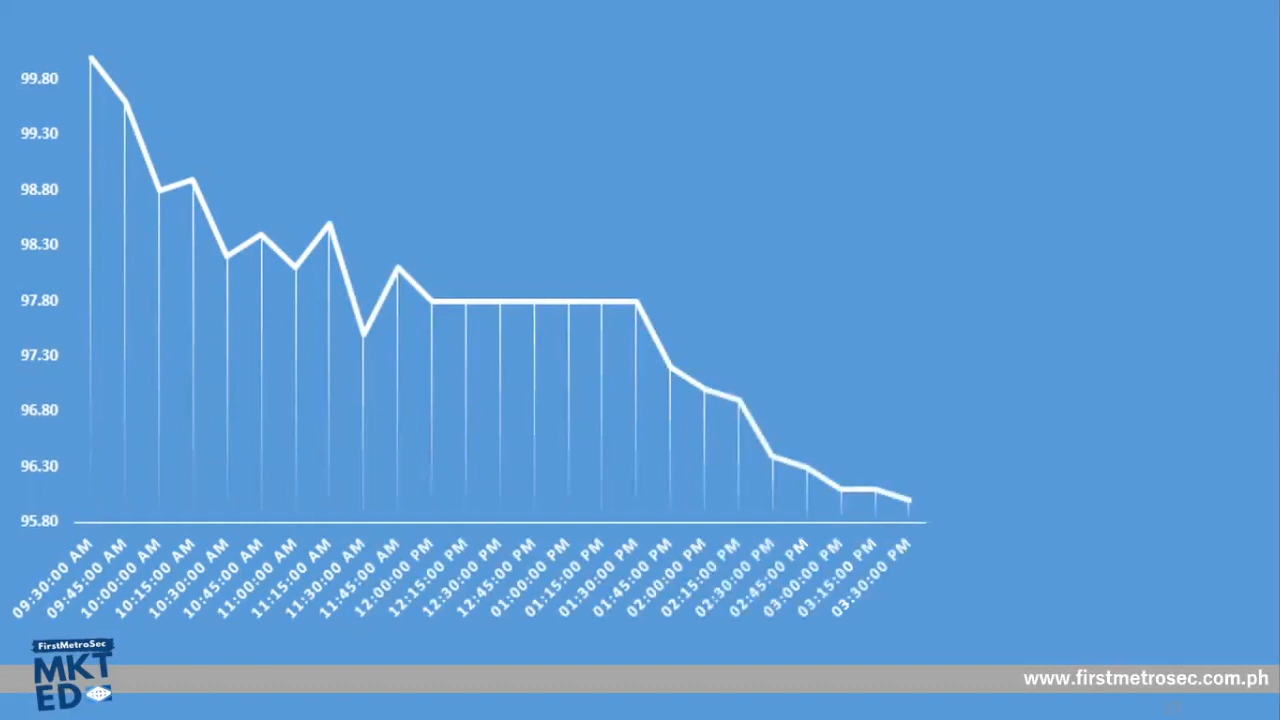 99.80
99.30
98.80
98.30
97.80
97.30
96.80
96.30
95.80
09:30:00 AM
09:45:00 AM
10:00:00 AM
10:15:00 AM
10:30:00 AM
10:45:00 AM
11:00:00 AM
11:15:00 AM
11:30:00 AM
11:45:00 AM
12:00:00 PM
12:15:00 PM
12:30:00 PM
12:45:00 PM
01:00:00 PM
01:15:00 PM
01:30:00 PM
01:45:00 PM
02:00:00 PM
02:15:00 PM
02:30:00 PM
02:45:00 PM
03:00:00 PM
03:15:00 PM
03:30:00 PM
FirstMetroSec
MKT
ED
www.firstmetrosec.com.ph